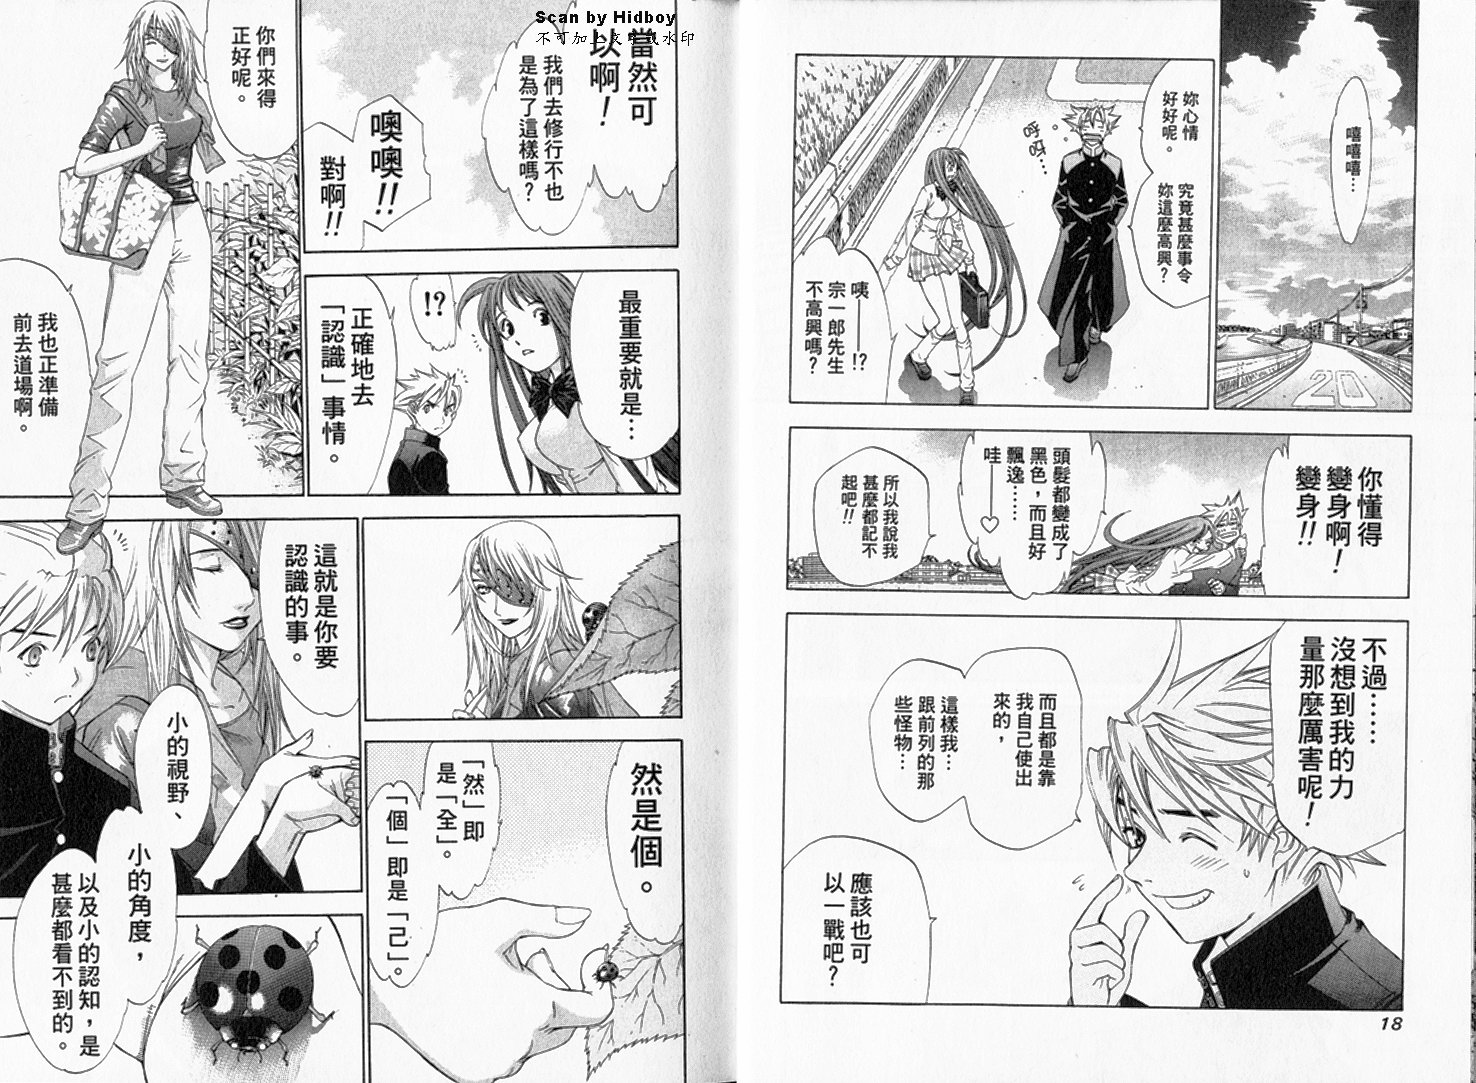 Scan by Hidboy
嘻嘻嘻…
妳心情
好好呢。
究竟甚麼事令
妳這麼高興?
呀呀…
咦——!?
宗一郎先生
不高興嗎?
你懂得
變身啊!
變身!!
頭髮都變成了
黑色,而且好
飄逸……
哇——♡
所以我說我
甚麼都記不
起吧!!
不過……
沒想到我的力
量那麼厲害呢!
而且都是靠
我自己使出
來的,
這樣我…
跟前列的那
些怪物…
應該也可
以一戰吧?
18
當然可
以啊!
我們去修行不也
是為了這樣嗎?
噢噢!!
對啊!!
你們來得
正好呢。
我也正準備
前去道場啊。
最重要就是…
!?
正確地去
「認識」事情。
這就是你要
認識的事。
然是個。
「然」即
是「全」。
「個」即是「己」。
小的視野、
小的角度,
以及小的認知,是
甚麼都看不到的。